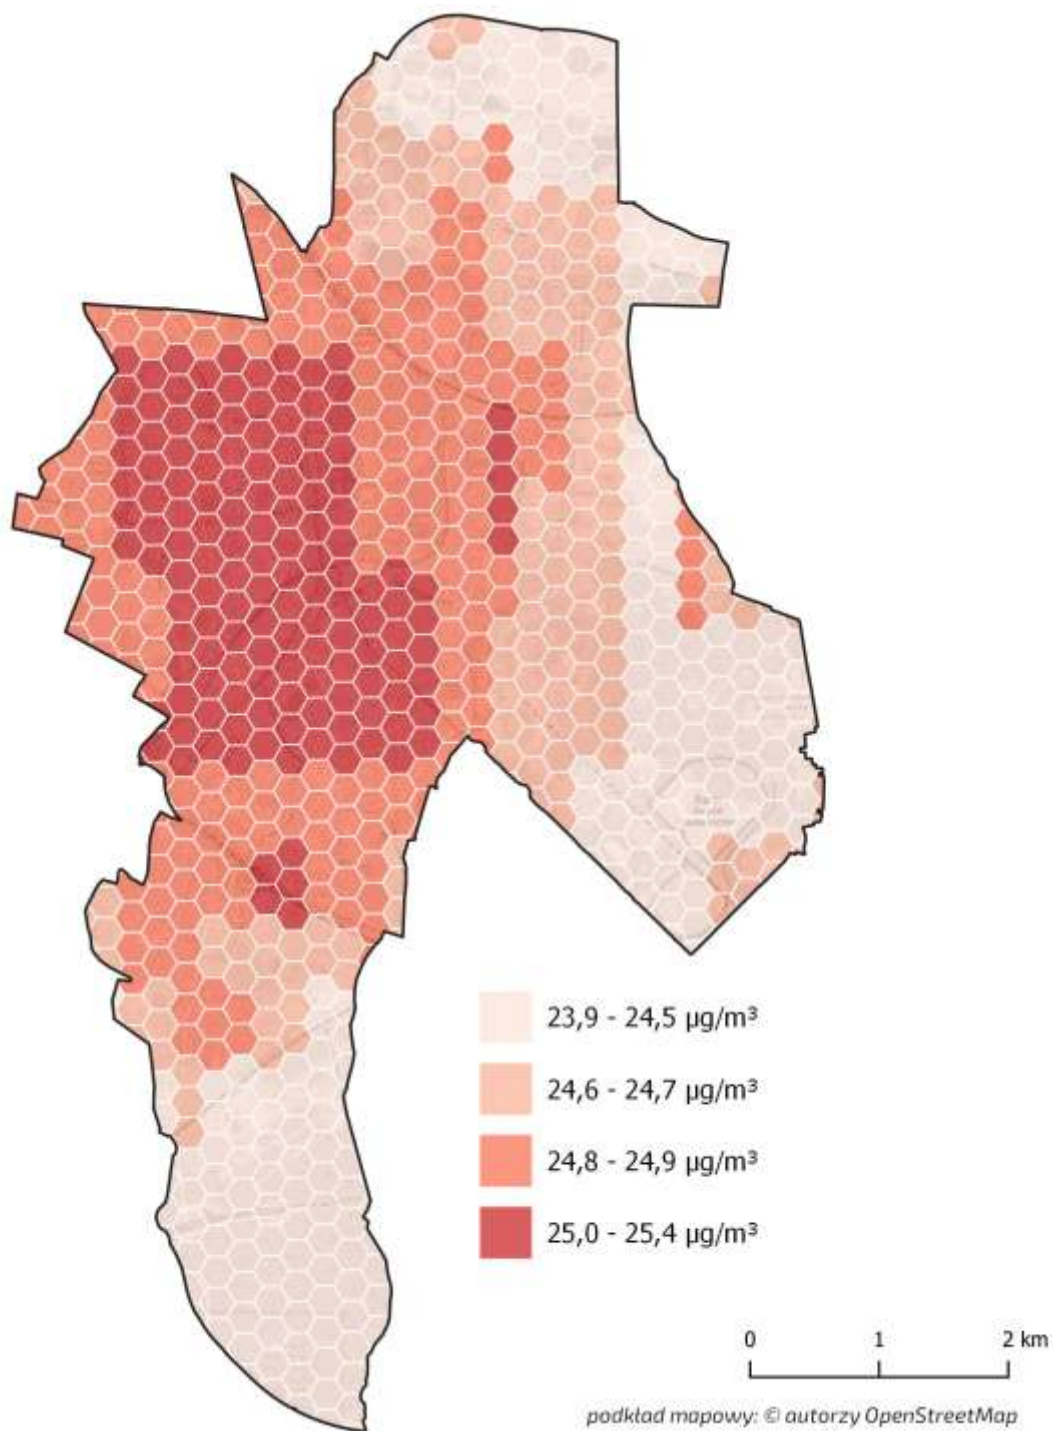 23,9 - 24,5 µg/m³
24,6 - 24,7 µg/m³
24,8 - 24,9 µg/m³
25,0 - 25,4 µg/m³
0 1 2 km
podkład mapowy: © autorzy OpenStreetMap